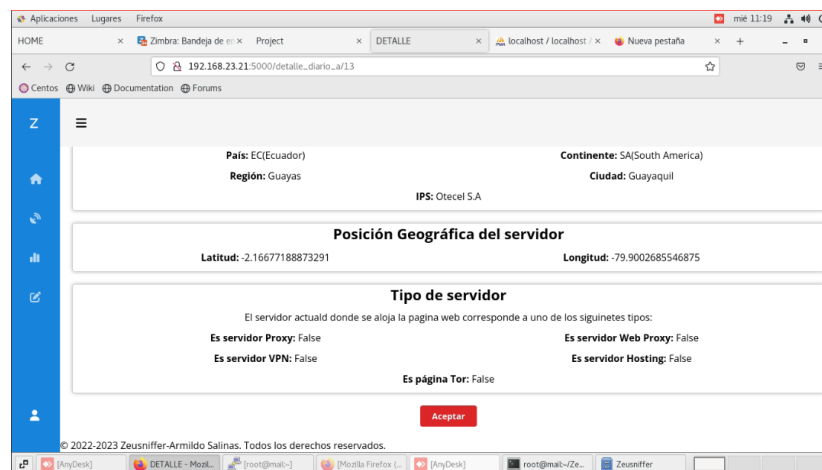 Aplicaciones Lugares Firefox mié 11:19
HOME Zimbra: Bandeja de en Project DETALLE localhost / localhost / Nueva pestaña
192.168.23.21:5000/detalle_diario_a/13
Centos Wiki Documentation Forums
Z
País: EC(Ecuador) Continente: SA(South America)
Región: Guayas Ciudad: Guayaquil
IPS: Otecel S.A
Posición Geográfica del servidor
Latitud: -2.16677188873291 Longitud: -79.9002685546875
Tipo de servidor
El servidor actuald donde se aloja la pagina web corresponde a uno de los siguinetes tipos:
Es servidor Proxy: False Es servidor Web Proxy: False
Es servidor VPN: False Es servidor Hosting: False
Es página Tor: False
Aceptar
© 2022-2023 Zeusniffer-Armildo Salinas. Todos los derechos reservados.
[AnyDesk] DETALLE - Mozil... [root@mail:~] [Mozilla Firefox (... [AnyDesk] root@mail:~/Ze... Zeusniffer